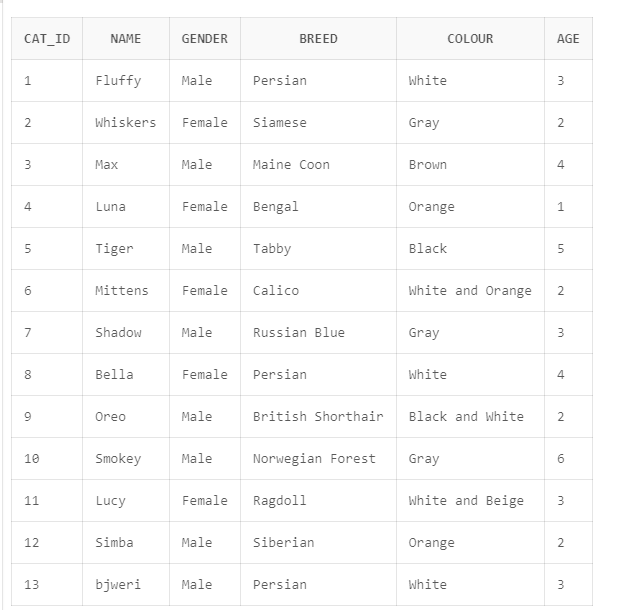 CAT_ID NAME GENDER BREED COLOUR AGE
1 Fluffy Male Persian White 3
2 Whiskers Female Siamese Gray 2
3 Max Male Maine Coon Brown 4
4 Luna Female Bengal Orange 1
5 Tiger Male Tabby Black 5
6 Mittens Female Calico White and Orange 2
7 Shadow Male Russian Blue Gray 3
8 Bella Female Persian White 4
9 Oreo Male British Shorthair Black and White 2
10 Smokey Male Norwegian Forest Gray 6
11 Lucy Female Ragdoll White and Beige 3
12 Simba Male Siberian Orange 2
13 bjweri Male Persian White 3